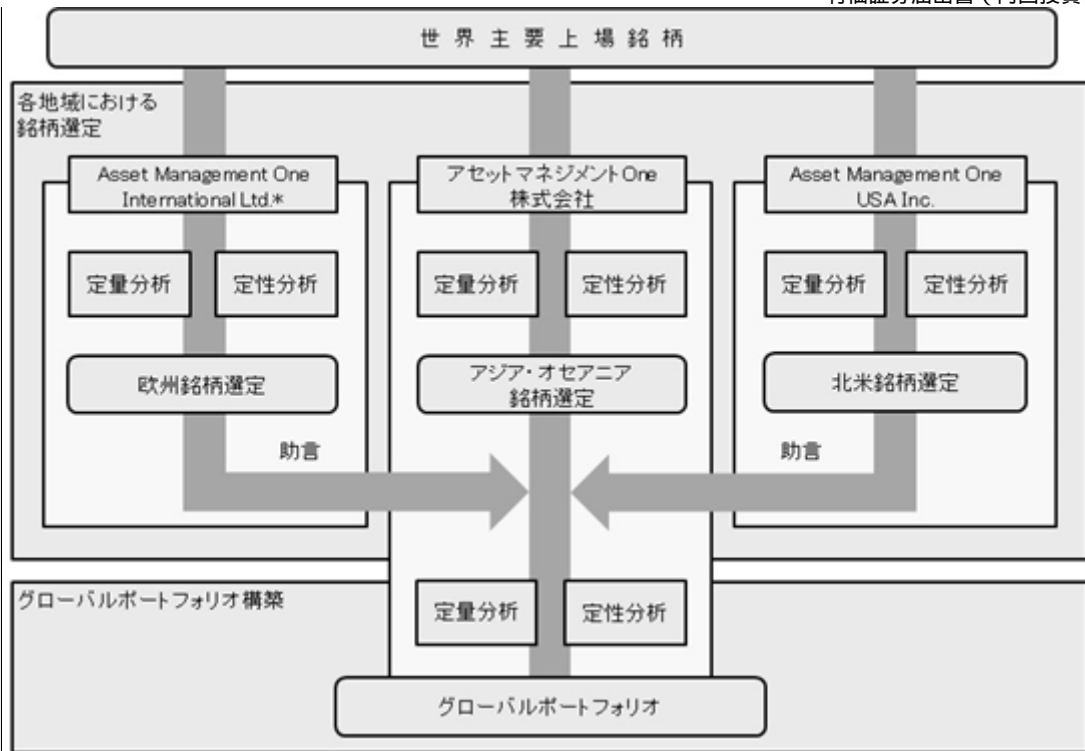 世界主要上場銘柄
各地域における
銘柄選定
Asset Management One
International Ltd.*
定量分析
定性分析
欧州銘柄選定
助言
アセットマネジメントOne
株式会社
定量分析
定性分析
アジア・オセアニア
銘柄選定
Asset Management One
USA Inc.
定量分析
定性分析
北米銘柄選定
助言
グローバルポートフォリオ構築
定量分析
定性分析
グローバルポートフォリオ